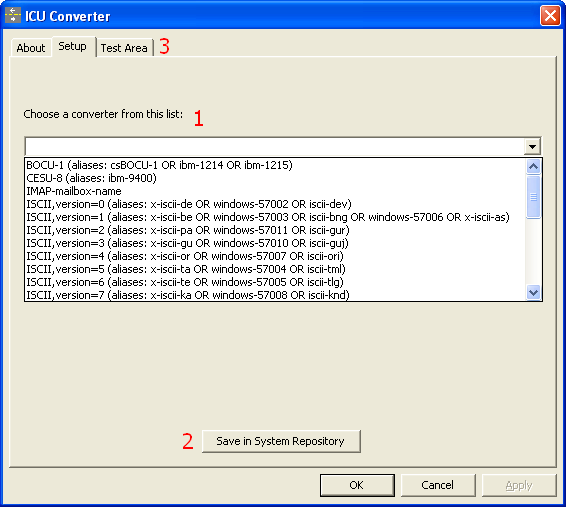 ICU Converter
About Setup Test Area 3
Choose a converter from this list: 1
BOCU-1 (aliases: csBOCU-1 OR ibm-1214 OR ibm-1215)
CESU-8 (aliases: ibm-9400)
IMAP-mailbox-name
ISCII,version=0 (aliases: x-iscii-de OR windows-57002 OR iscii-dev)
ISCII,version=1 (aliases: x-iscii-be OR windows-57003 OR iscii-bng OR windows-57006 OR x-iscii-as)
ISCII,version=2 (aliases: x-iscii-pa OR windows-57011 OR iscii-gur)
ISCII,version=3 (aliases: x-iscii-gu OR windows-57010 OR iscii-guj)
ISCII,version=4 (aliases: x-iscii-or OR windows-57007 OR iscii-ori)
ISCII,version=5 (aliases: x-iscii-ta OR windows-57004 OR iscii-tml)
ISCII,version=6 (aliases: x-iscii-te OR windows-57005 OR iscii-tlg)
ISCII,version=7 (aliases: x-iscii-ka OR windows-57008 OR iscii-knd)
2 Save in System Repository
OK Cancel Apply